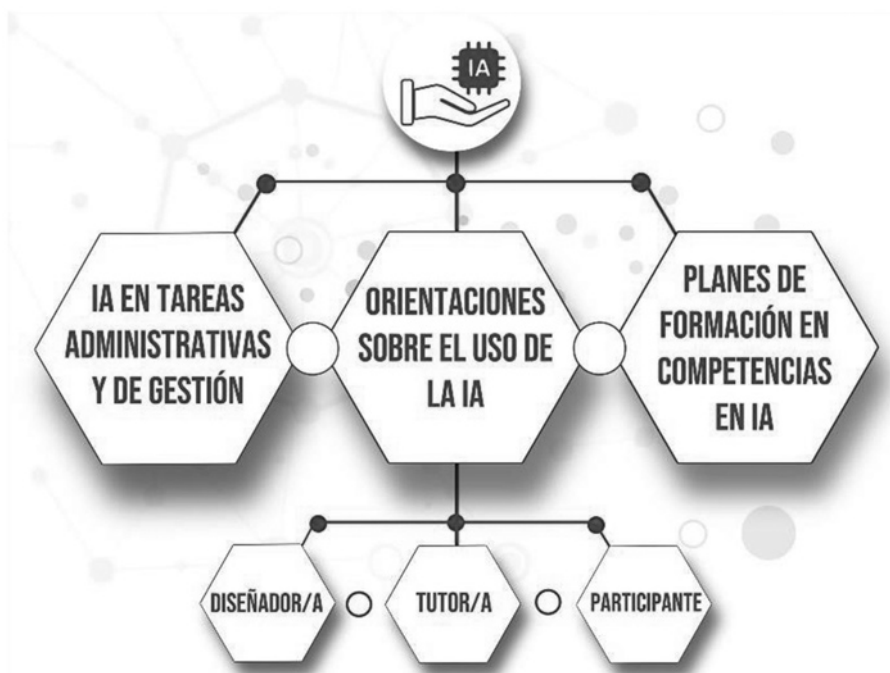 IA
IA EN TAREAS
ADMINISTRATIVAS
Y DE GESTIÓN
ORIENTACIONES
SOBRE EL USO DE
LA IA
PLANES DE
FORMACIÓN EN
COMPETENCIAS
EN IA
DISEÑADOR/A
TUTOR/A
PARTICIPANTE